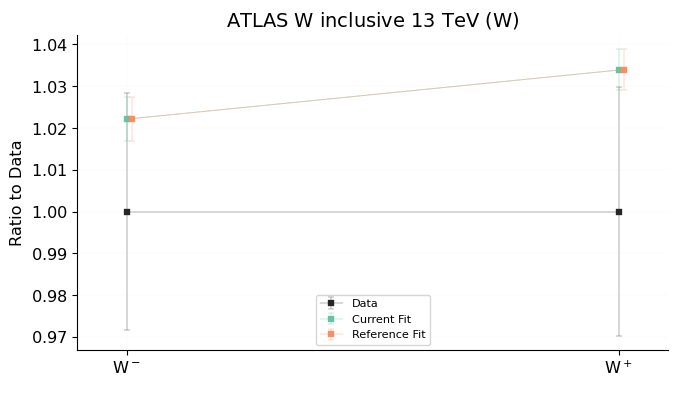 ATLAS W inclusive 13 TeV (W)
Ratio to Data
1.04
1.03
1.02
1.01
1.00
0.99
0.98
0.97
Data
Current Fit
Reference Fit
W⁻
W⁺